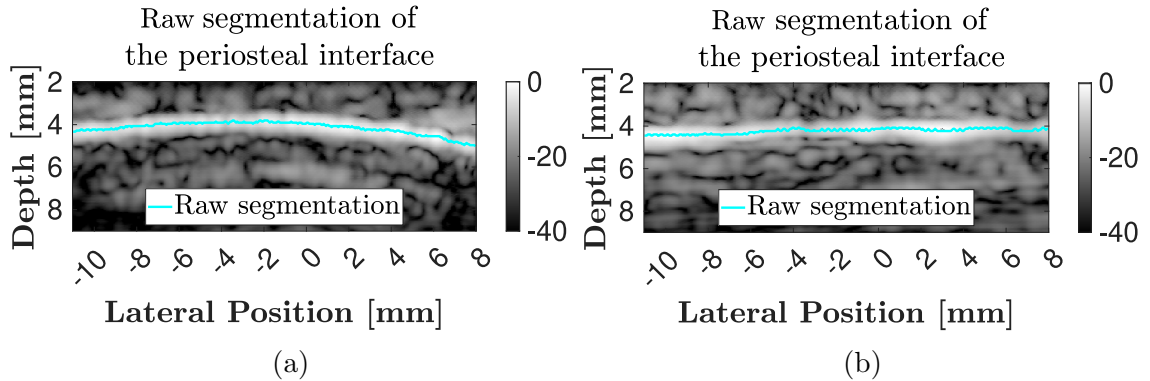 Raw segmentation of
the periosteal interface
Depth [mm]
2
4
6
8
0
-20
-40
Raw segmentation
-10 -8 -6 -4 -2 0 2 4 6 8
Lateral Position [mm]
(a)
Raw segmentation of
the periosteal interface
Depth [mm]
2
4
6
8
0
-20
-40
Raw segmentation
-10 -8 -6 -4 -2 0 2 4 6 8
Lateral Position [mm]
(b)